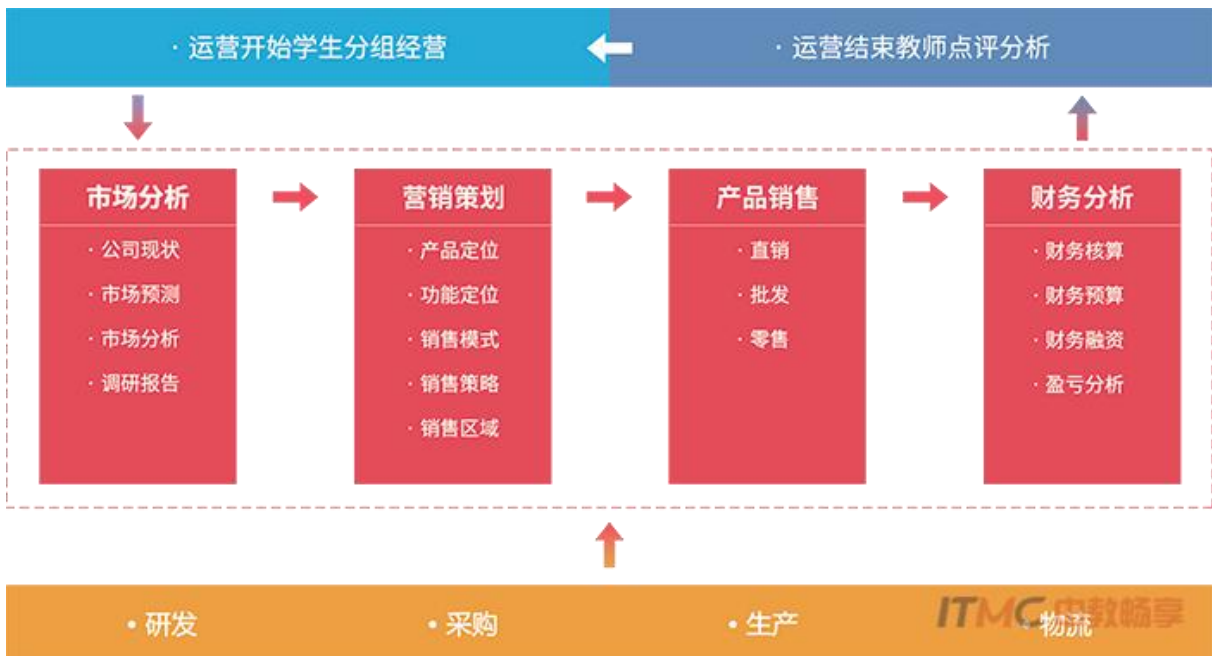 · 运营开始学生分组经营
· 运营结束教师点评分析
市场分析
· 公司现状
· 市场预测
· 市场分析
· 调研报告
营销策划
· 产品定位
· 功能定位
· 销售模式
· 销售策略
· 销售区域
产品销售
· 直销
· 批发
· 零售
财务分析
· 财务核算
· 财务预算
· 财务融资
· 盈亏分析
• 研发
• 采购
• 生产
• 物流
ITMC 中教畅享